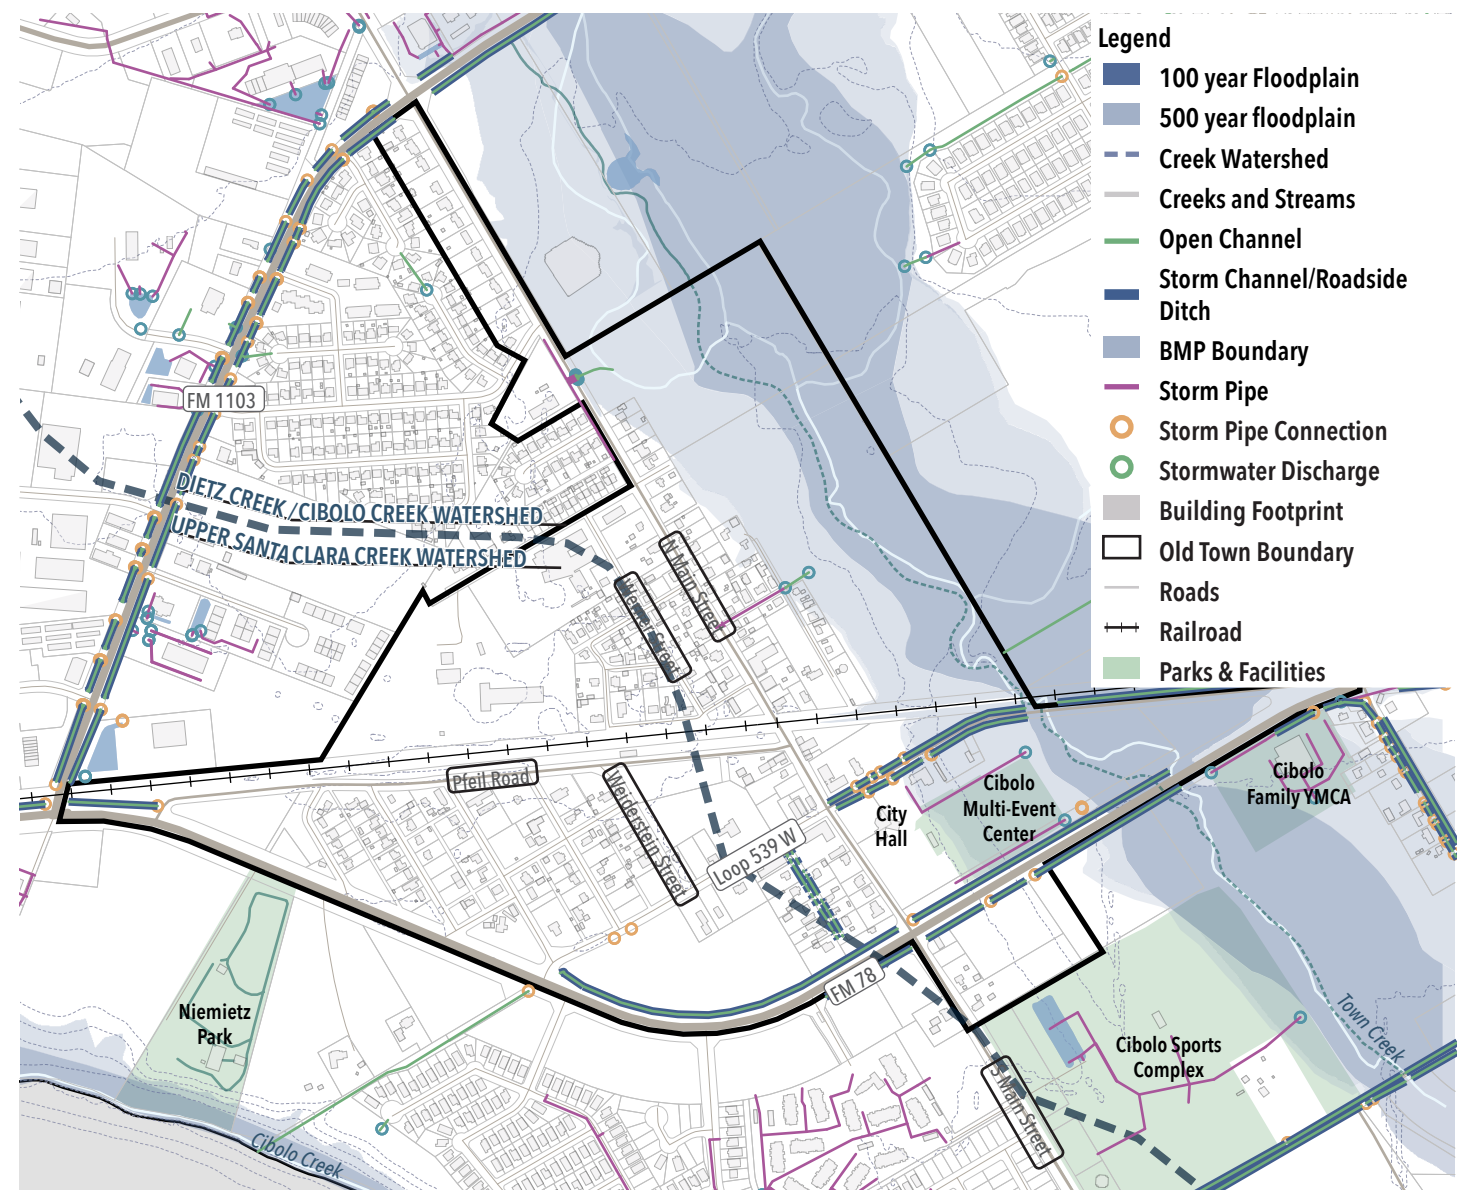 Legend
100 year Floodplain
500 year floodplain
Creek Watershed
Creeks and Streams
Open Channel
Storm Channel/Roadside
Ditch
BMP Boundary
Storm Pipe
Storm Pipe Connection
Stormwater Discharge
Building Footprint
Old Town Boundary
Roads
Railroad
Parks & Facilities
FM 1103
DIETZ CREEK /CIBOLO CREEK WATERSHED
UPPER SANTA CLARA CREEK WATERSHED
N Main Street
Werner Street
Pfeil Road
Weiderstein Street
Loop 539 W
City
Hall
Cibolo
Multi-Event
Center
Cibolo
Family YMCA
FM 78
Niemietz
Park
Cibolo Sports
Complex
Town Creek
S Main Street
Cibolo Creek